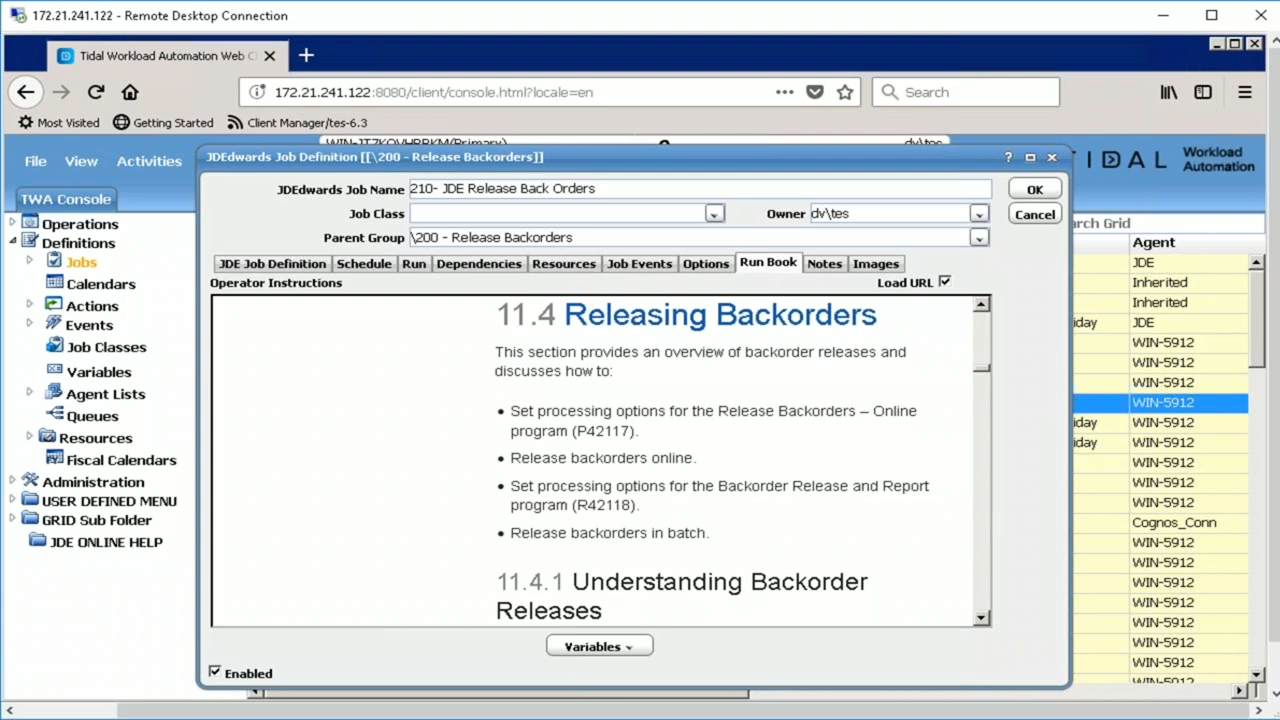 172.21.241.122 - Remote Desktop Connection
Tidal Workload Automation Web C
172.21.241.122:8080/client/console.html?locale=en
Search
Most Visited
Getting Started
Client Manager/tes-6.3
File
View
Activities
TIDAL Workload
Automation
JDEdwards Job Definition [[\200 - Release Backorders]]
JDEdwards Job Name
210- JDE Release Back Orders
OK
Job Class
Owner
dv\tes
Cancel
Parent Group
\200 - Release Backorders
JDE Job Definition
Schedule
Run
Dependencies
Resources
Job Events
Options
Run Book
Notes
Images
Operator Instructions
Load URL
11.4 Releasing Backorders
This section provides an overview of backorder releases and
discusses how to:
• Set processing options for the Release Backorders – Online
program (P42117).
• Release backorders online.
• Set processing options for the Backorder Release and Report
program (R42118).
• Release backorders in batch.
11.4.1 Understanding Backorder
Releases
Variables
Enabled
TWA Console
Operations
Definitions
Jobs
Calendars
Actions
Events
Job Classes
Variables
Agent Lists
Queues
Resources
Fiscal Calendars
Administration
USER DEFINED MENU
GRID Sub Folder
JDE ONLINE HELP
rch Grid
Agent
JDE
Inherited
Inherited
iday JDE
WIN-5912
WIN-5912
WIN-5912
WIN-5912
iday WIN-5912
iday WIN-5912
WIN-5912
WIN-5912
WIN-5912
Cognos_Conn
WIN-5912
WIN-5912
WIN-5912
WIN-5912
WIN-5912
WIN-5912
WIN-5912
WIN-5912